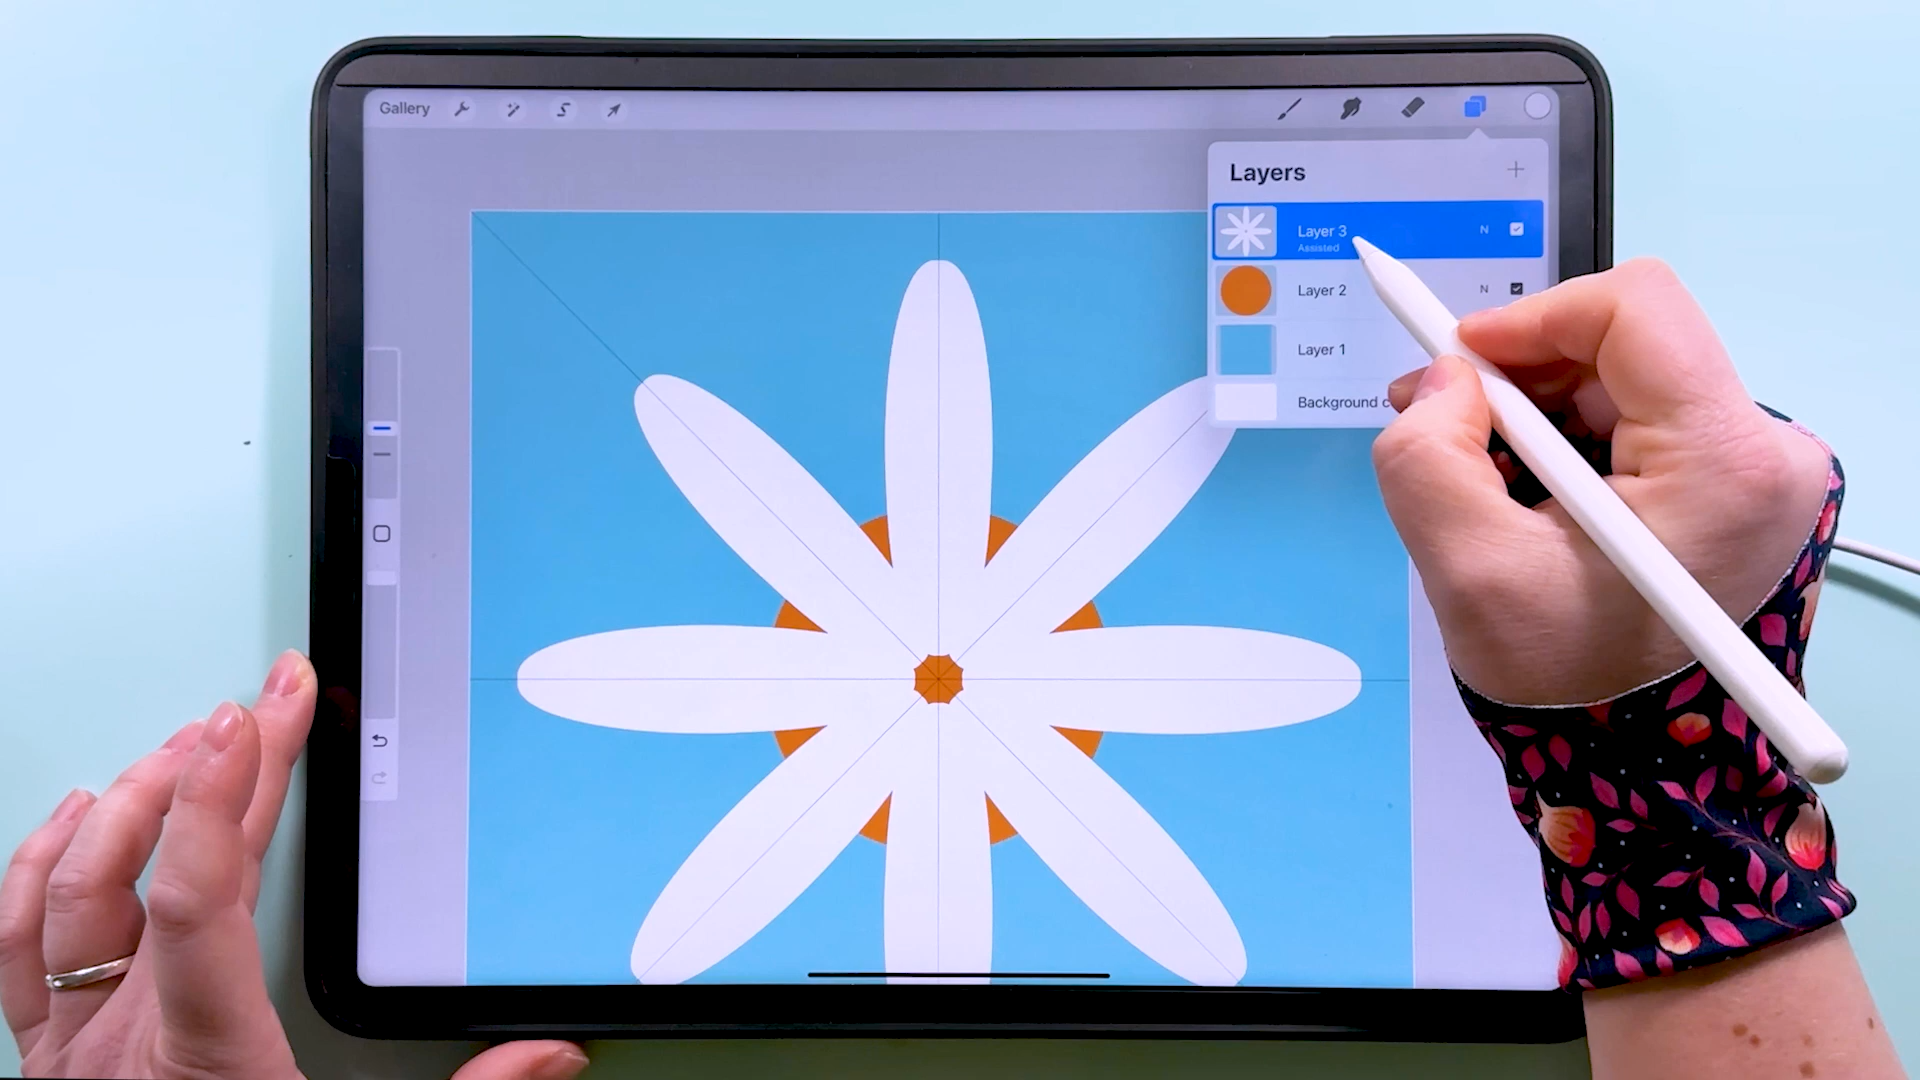 Gallery
Layers
Layer 3
N
Assisted
Layer 2
N
Layer 1
Background c